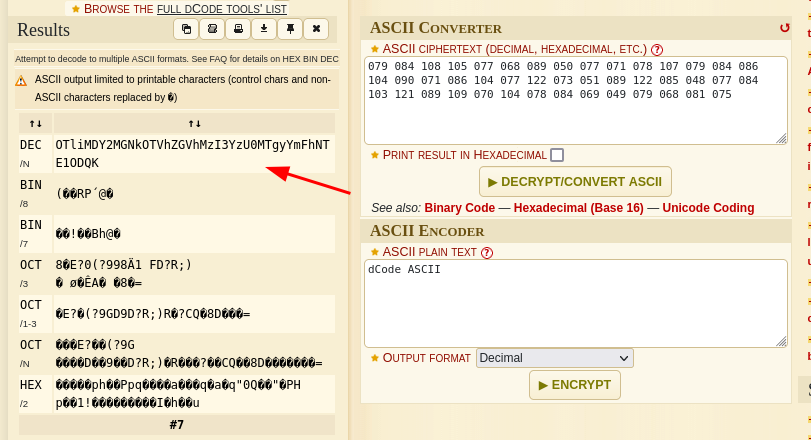 ★ BROWSE THE FULL DCODE TOOLS' LIST
Results
Attempt to decode to multiple ASCII formats. See FAQ for details on HEX BIN DEC
ASCII output limited to printable characters (control chars and non-
ASCII characters replaced by �)
↑↓ ↑↓
DEC /N
OTliMDY2MGNkOTVhZGVhMzI3YzU0MTgyYmFhNT
E1ODQK
BIN /8
(��RP´@�
BIN /7
��!��Bh@�
OCT /3
8�E?0(?998Ä1 FD?R;)
� ø�ÊA� �8�=
OCT /1-3
�E?�(?9GD9D?R;)R�?CQ�8D���=
OCT /N
���E?��(?9G
����D��9��D?R;)�R���?��CQ��8D�������=
HEX /2
�����ph��Ppq����a���q�a�q"0Q��"�PH
p��1!���������I�h��u
#7
ASCII CONVERTER
★ ASCII CIPHERTEXT (DECIMAL, HEXADECIMAL, ETC.) ?
079 084 108 105 077 068 089 050 077 071 078 107 079 084 086
104 090 071 086 104 077 122 073 051 089 122 085 048 077 084
103 121 089 109 070 104 078 084 069 049 079 068 081 075
★ PRINT RESULT IN HEXADECIMAL
▶ DECRYPT/CONVERT ASCII
See also: Binary Code — Hexadecimal (Base 16) — Unicode Coding
ASCII ENCODER
★ ASCII PLAIN TEXT ?
dCode ASCII
★ OUTPUT FORMAT Decimal
▶ ENCRYPT